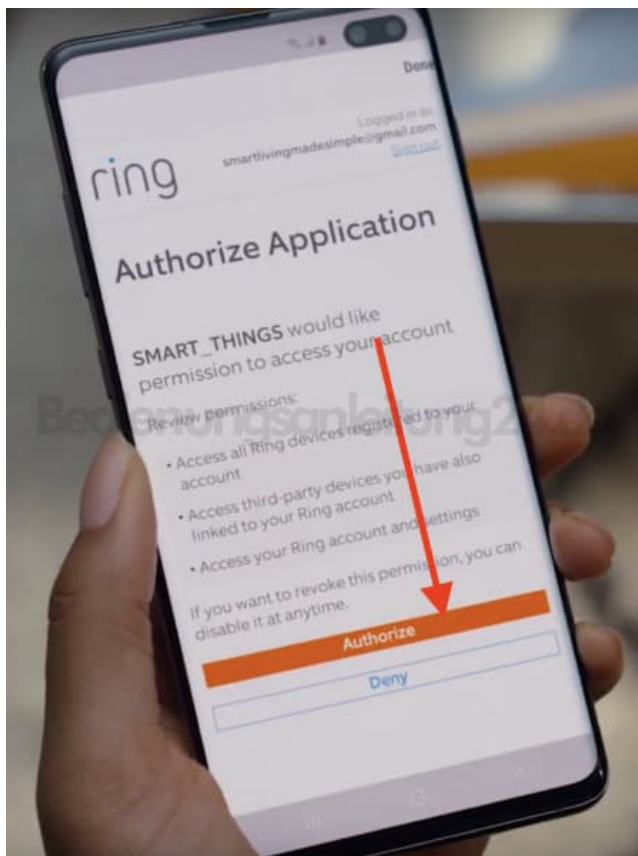 Done
Logged in as:
smartlivingmadesimple@gmail.com
Sign out
ring
Authorize Application
SMART_THINGS would like
permission to access your account
Review permissions:
• Access all Ring devices registered to your
account
• Access third-party devices you have also
linked to your Ring account
• Access your Ring account and settings
If you want to revoke this permission, you can
disable it at anytime.
Authorize
Deny